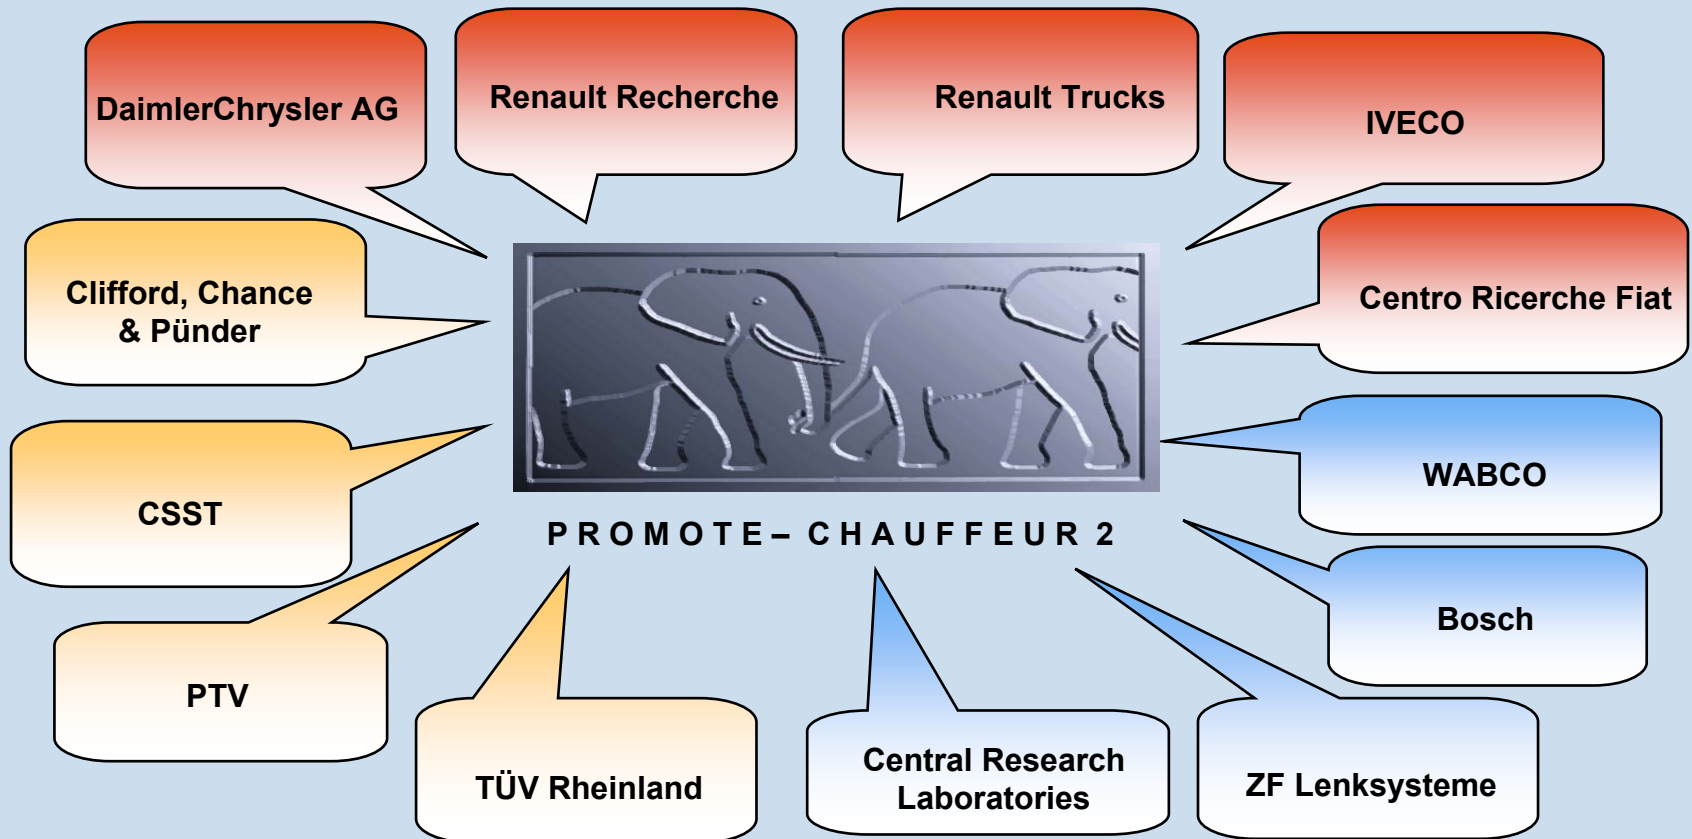 DaimlerChrysler AG
Renault Recherche
Renault Trucks
IVECO
Clifford, Chance
& Pünder
Centro Ricerche Fiat
CSST
WABCO
PROMOTE– CHAUFFEUR 2
Bosch
PTV
TÜV Rheinland
Central Research
Laboratories
ZF Lenksysteme